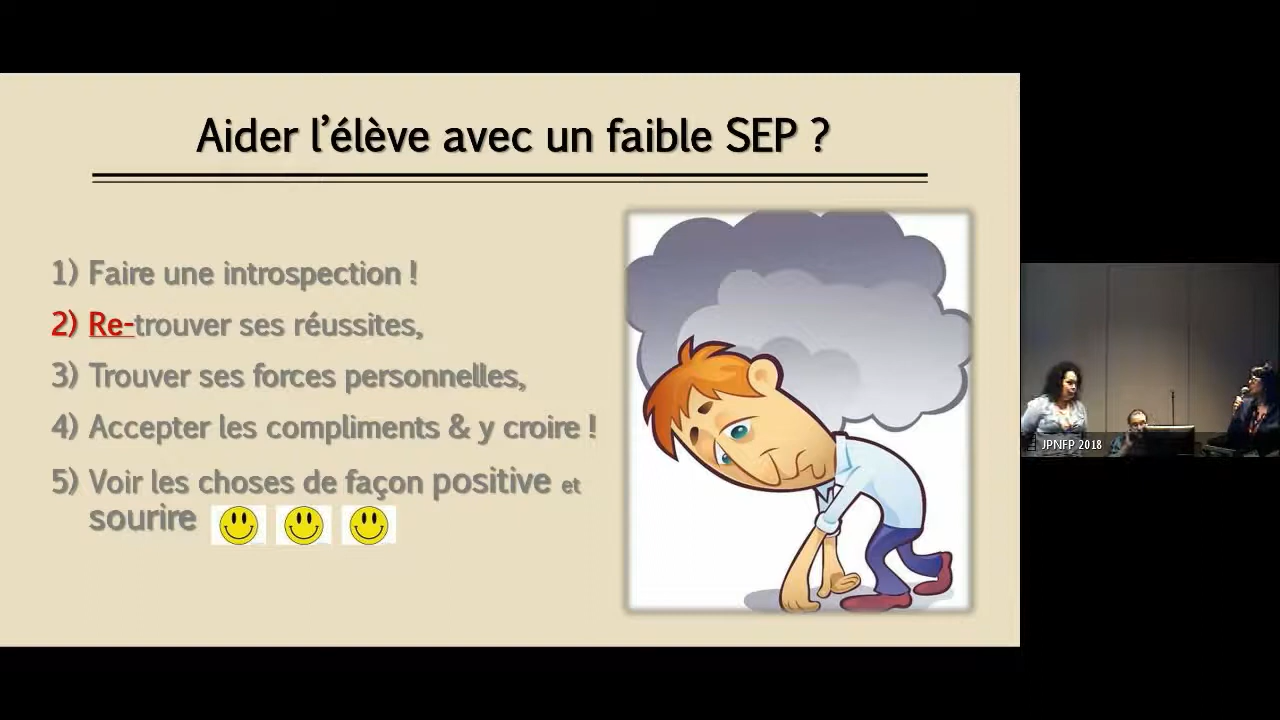 Aider l’élève avec un faible SEP ?
1) Faire une introspection !
2) Re-trouver ses réussites,
3) Trouver ses forces personnelles,
4) Accepter les compliments & y croire !
5) Voir les choses de façon positive et
sourire
JPNFP 2018